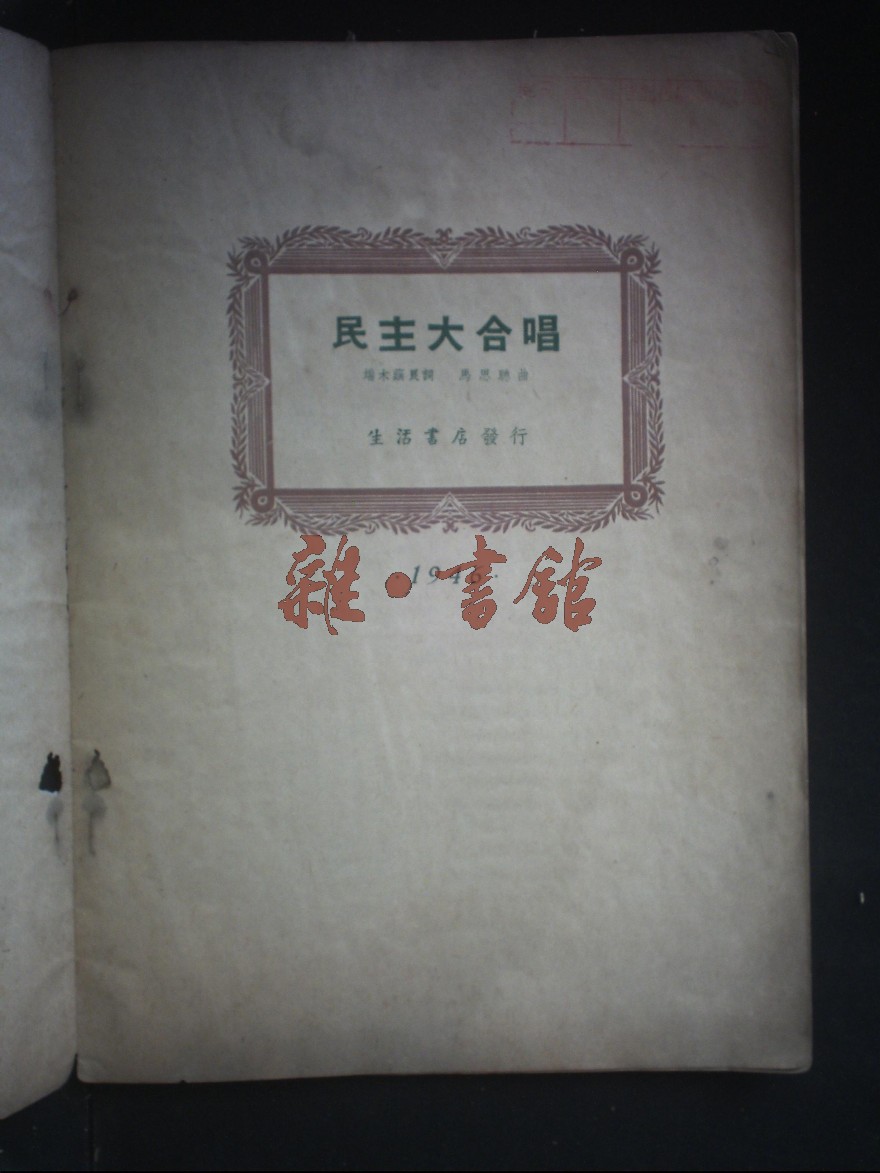 民主大合唱
端木蕻良詞 馬思聰曲
生活書店發行
·1946·
雜·書館